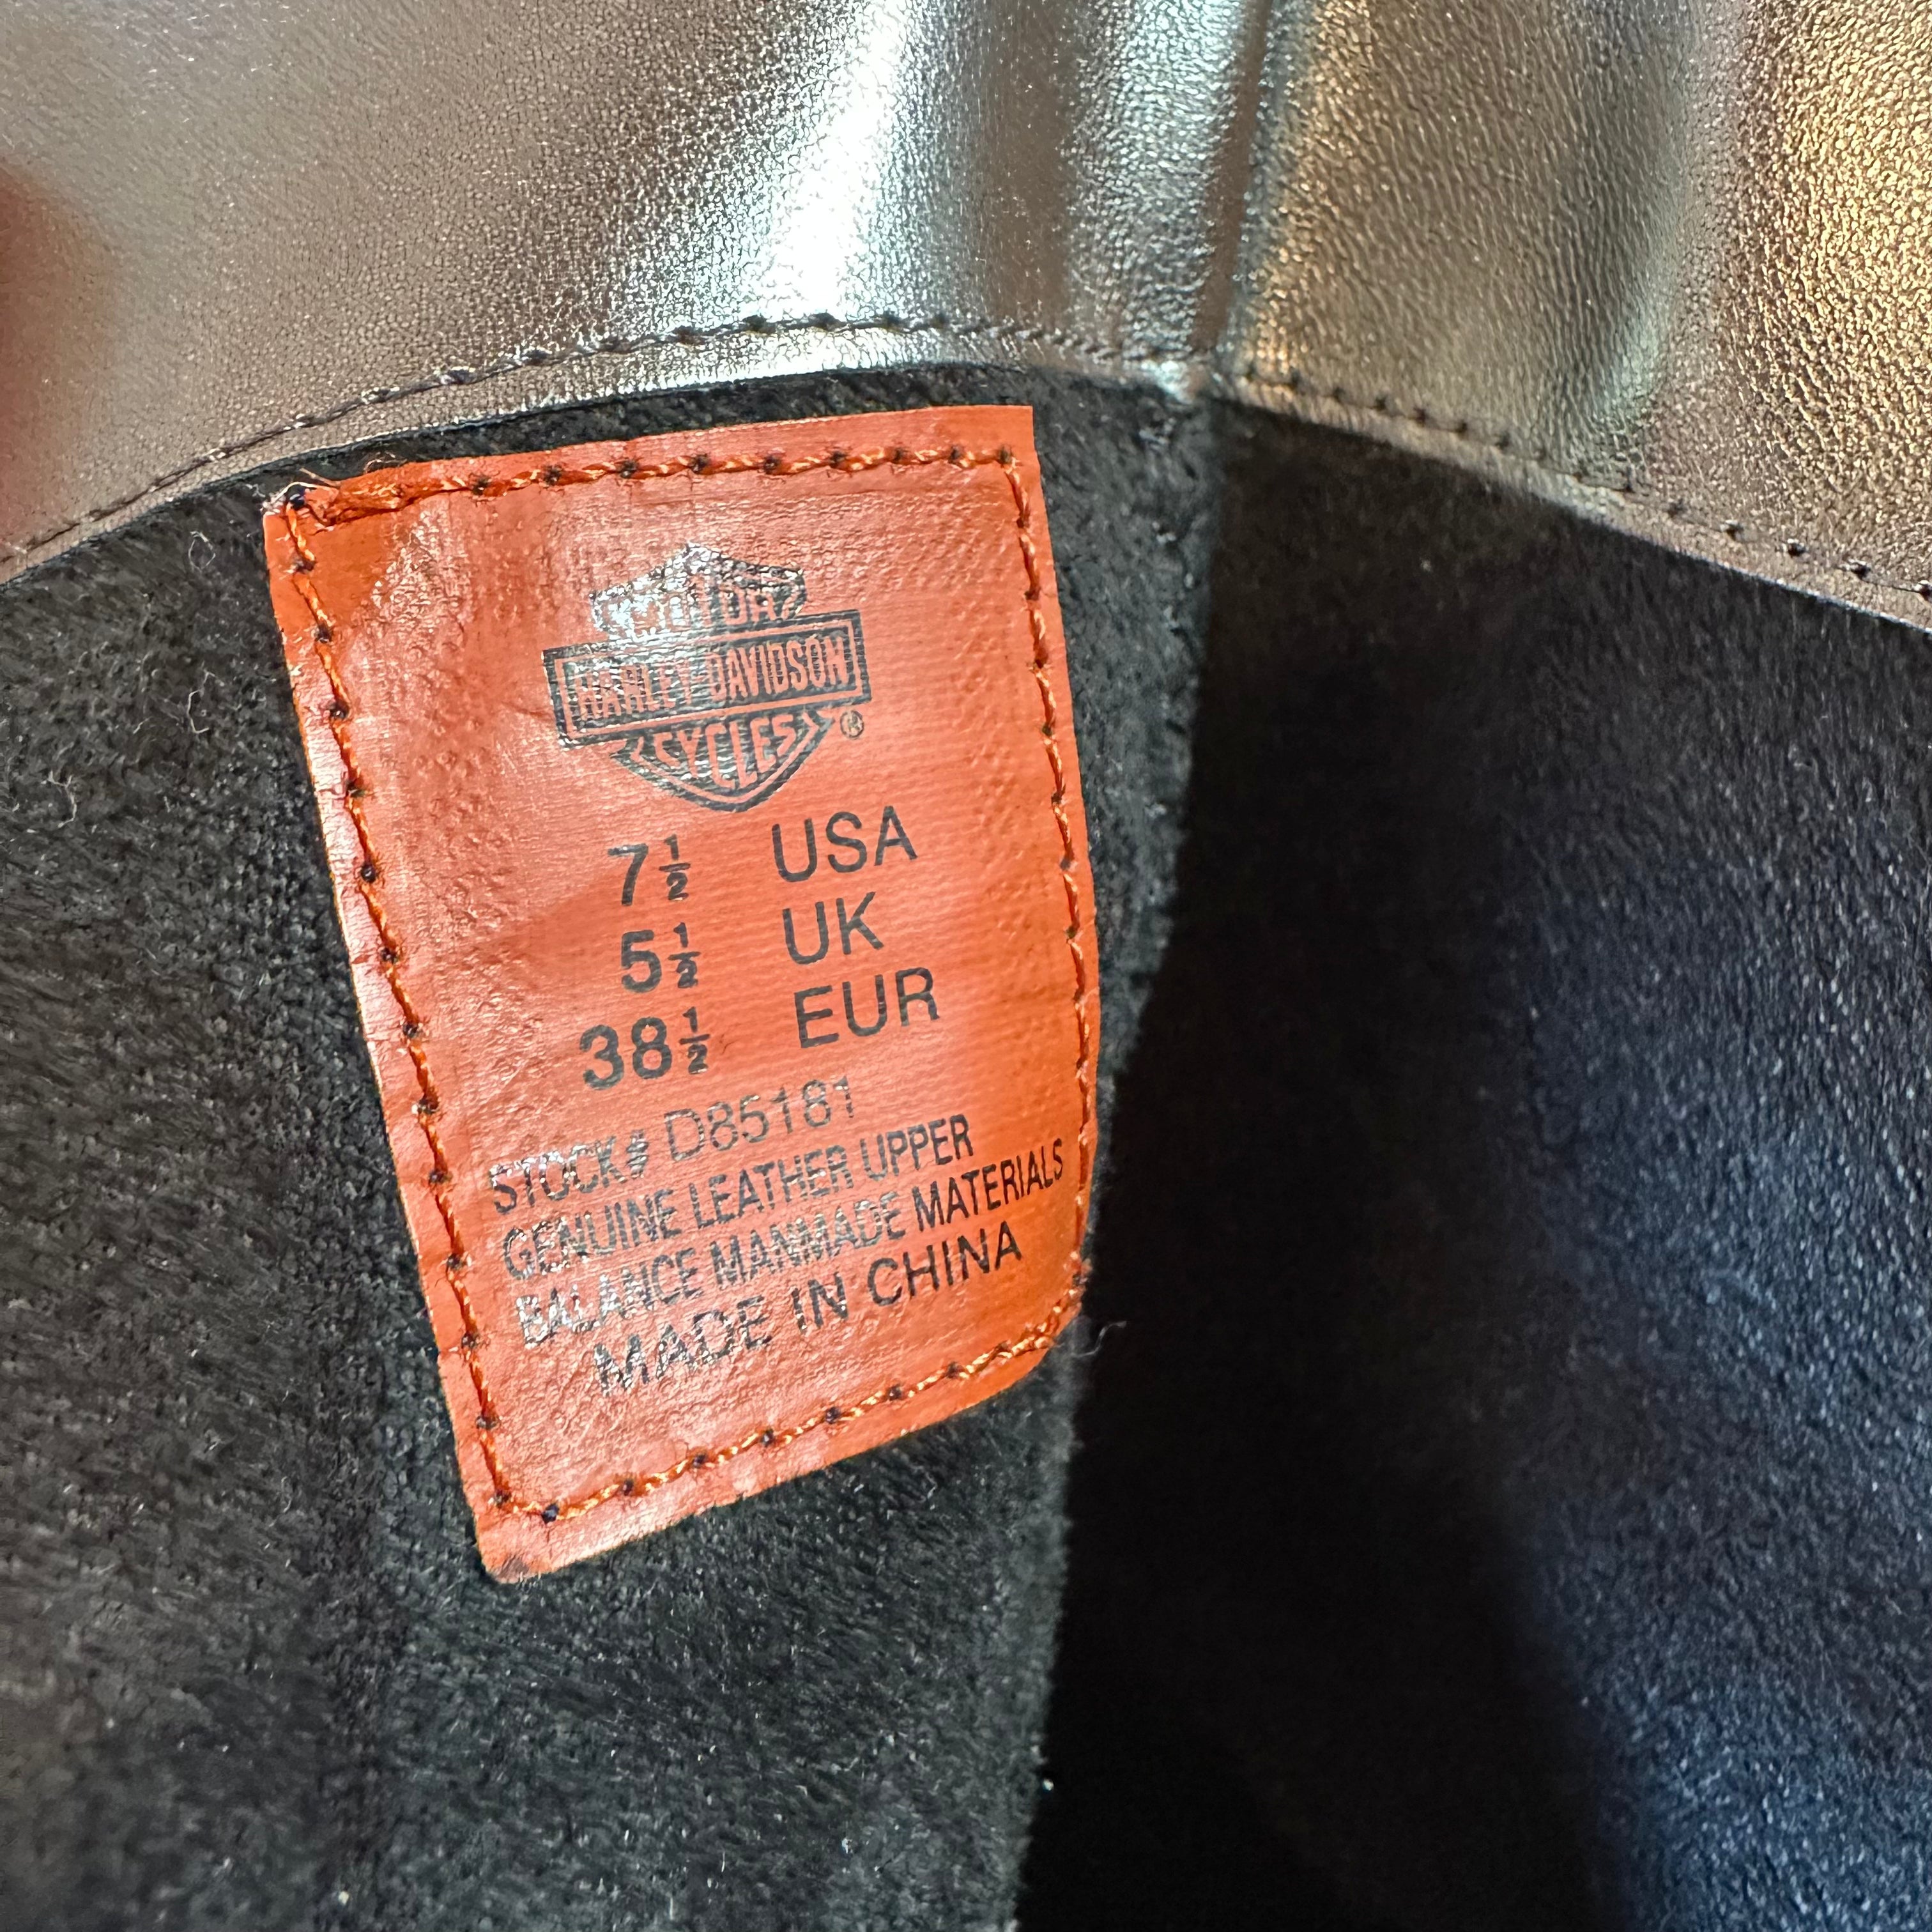 MOTOR
HARLEY-DAVIDSON
CYCLES ®
7½ USA
5½ UK
38½ EUR
STOCK# D85181
GENUINE LEATHER UPPER
BALANCE MANMADE MATERIALS
MADE IN CHINA